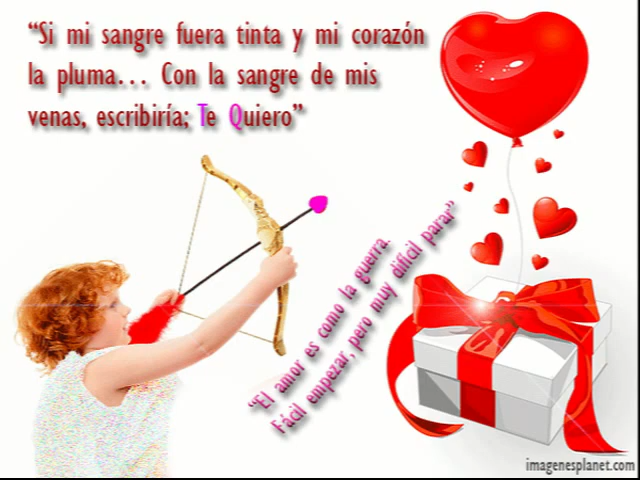 “Si mi sangre fuera tinta y mi corazón
la pluma... Con la sangre de mis
venas, escribiría; Te Quiero”
“El amor es como la guerra.
Fácil empezar, pero muy difícil parar”
imagenesplanet.com